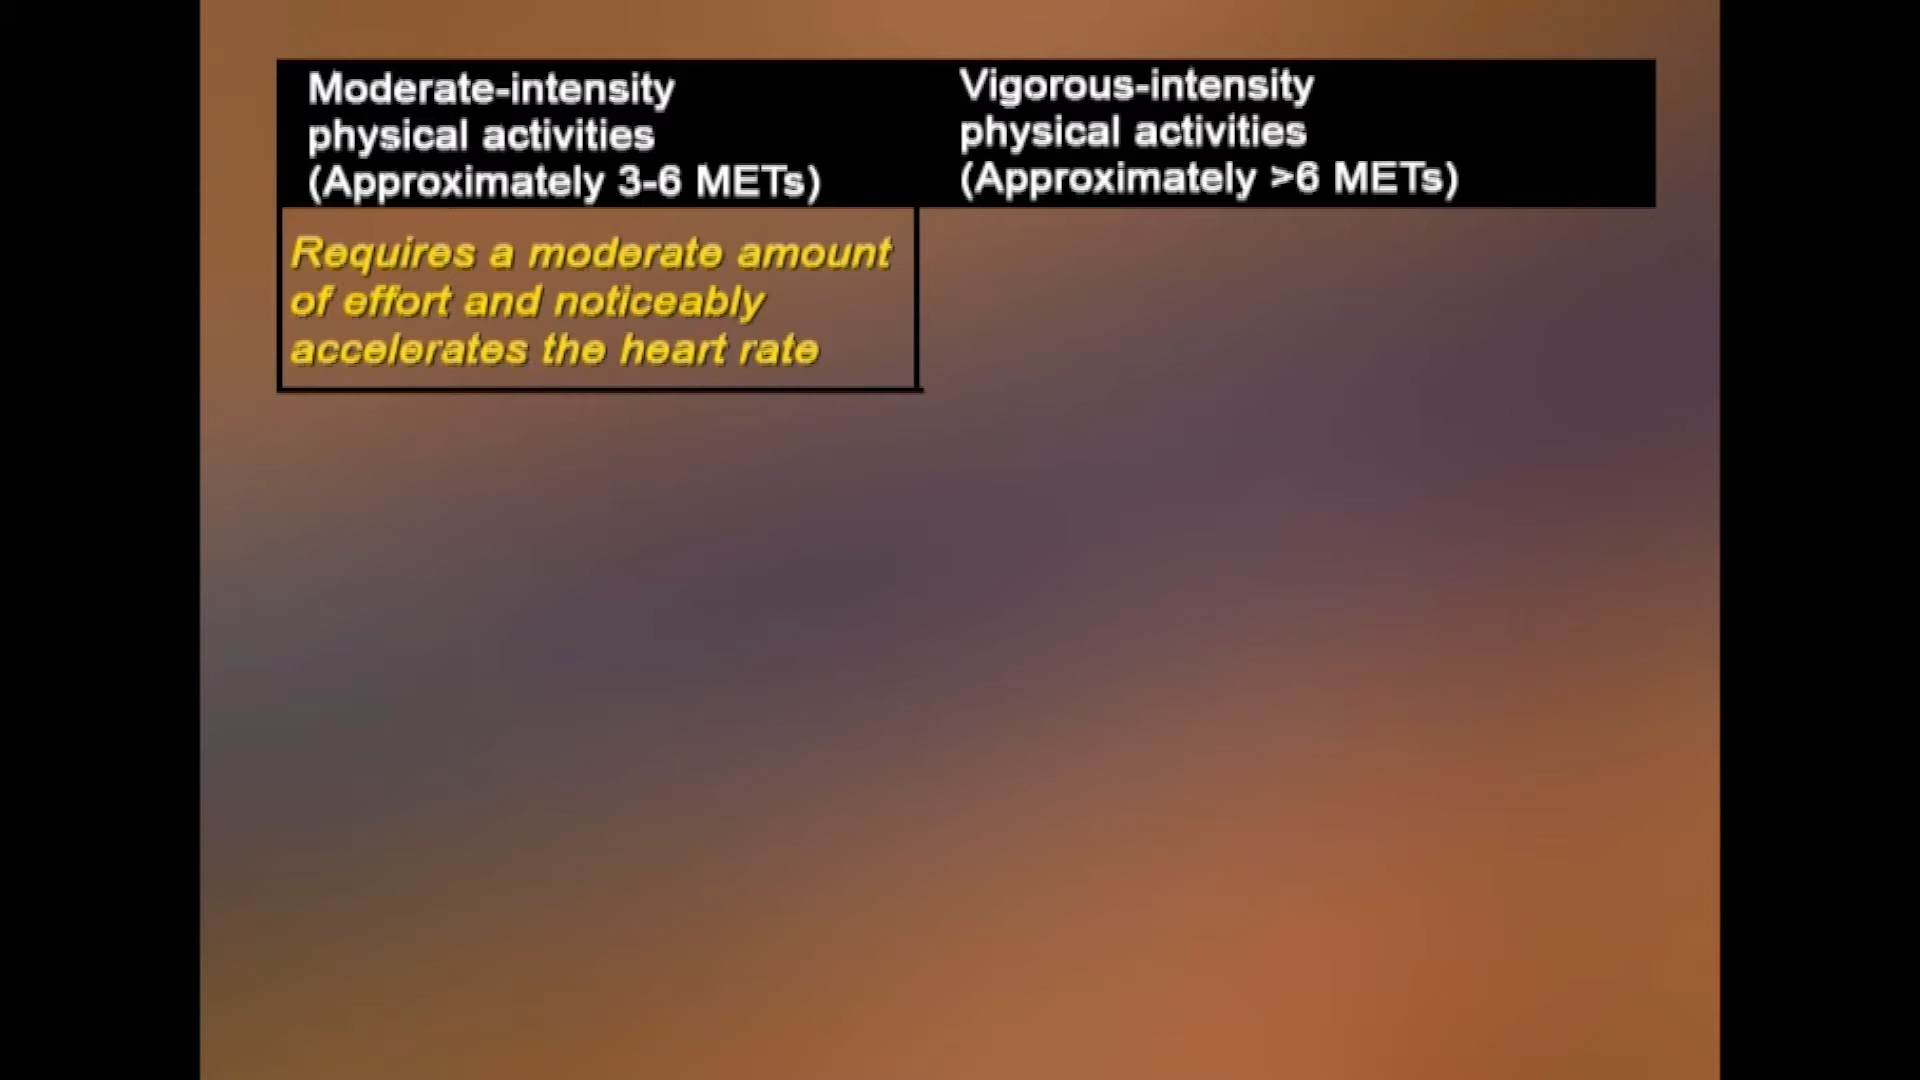 Moderate-intensity
physical activities
(Approximately 3-6 METs)
Vigorous-intensity
physical activities
(Approximately >6 METs)
Requires a moderate amount
of effort and noticeably
accelerates the heart rate